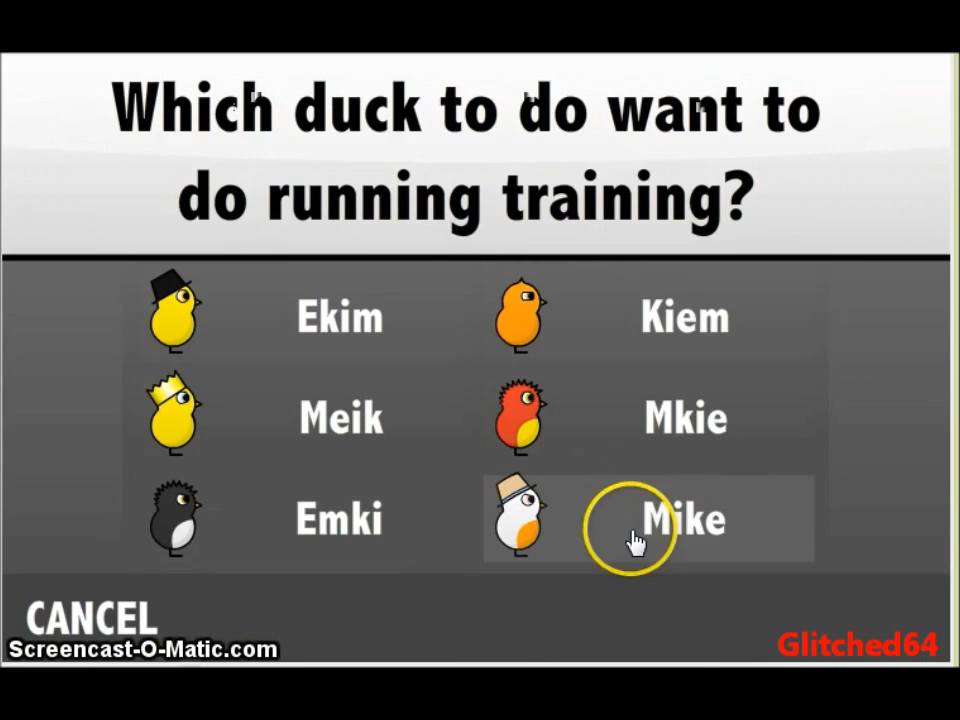 Which duck to do want to
do running training?
Ekim
Kiem
Meik
Mkie
Emki
Mike
CANCEL
Screencast-O-Matic.com
Glitched64